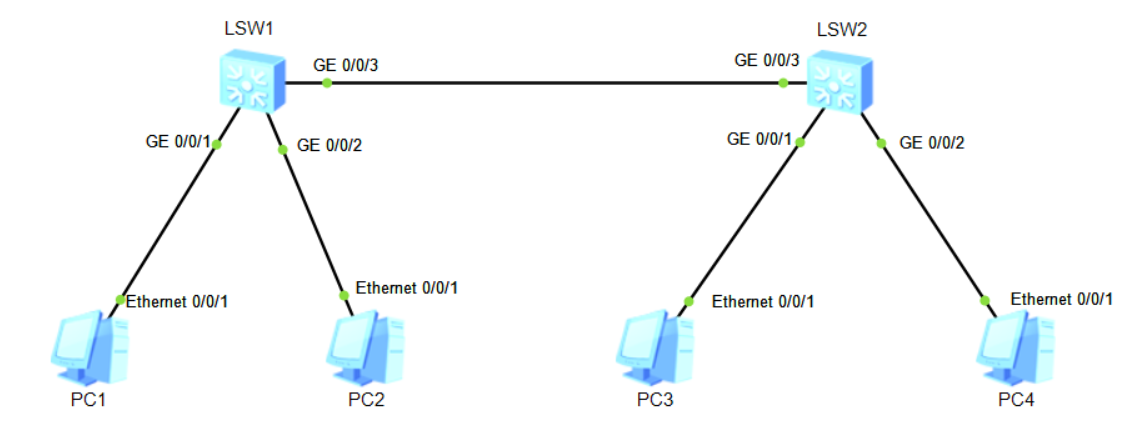 LSW1
LSW2
GE 0/0/3
GE 0/0/3
GE 0/0/1
GE 0/0/2
GE 0/0/1
GE 0/0/2
Ethernet 0/0/1
Ethernet 0/0/1
Ethernet 0/0/1
Ethernet 0/0/1
PC1
PC2
PC3
PC4